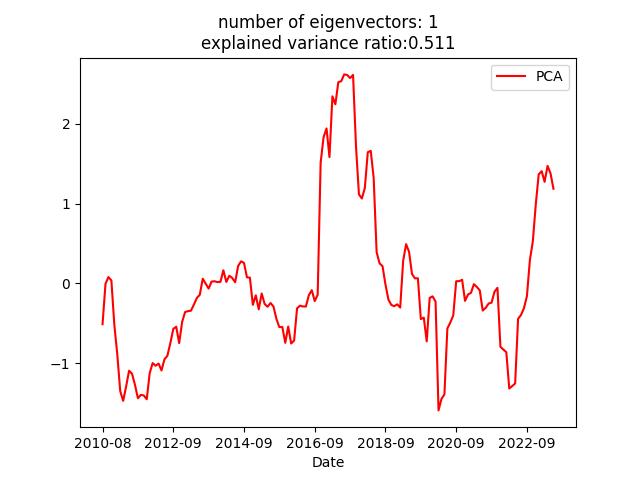 number of eigenvectors: 1
explained variance ratio:0.511
PCA
2
1
0
−1
2010-08 2012-09 2014-09 2016-09 2018-09 2020-09 2022-09
Date